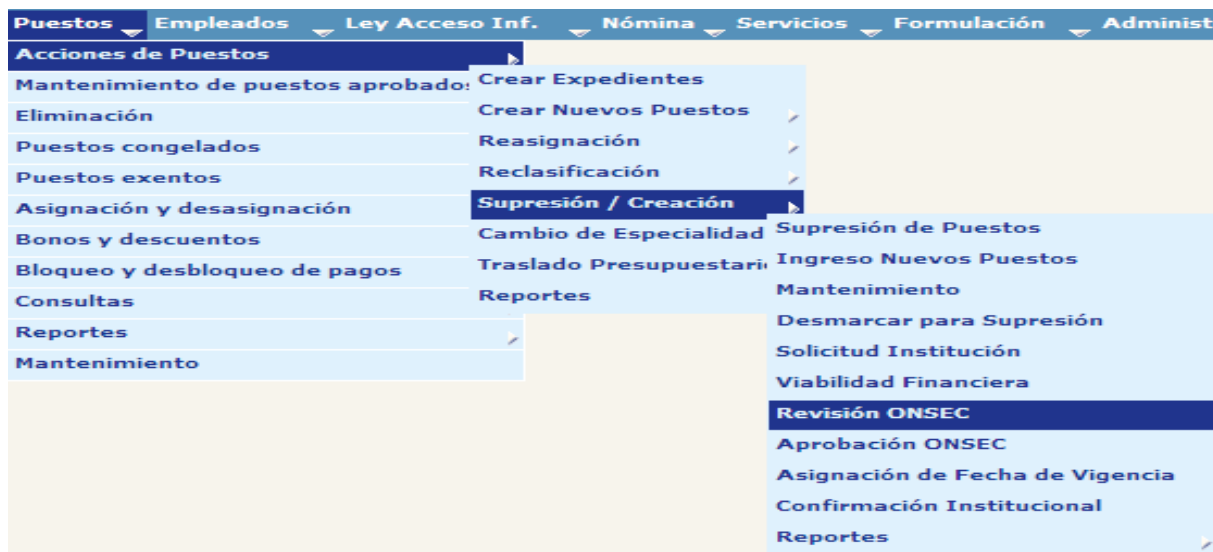 Puestos Empleados Ley Acceso Inf. Nómina Servicios Formulación Administ
Acciones de Puestos
Mantenimiento de puestos aprobados
Eliminación
Puestos congelados
Puestos exentos
Asignación y desasignación
Bonos y descuentos
Bloqueo y desbloqueo de pagos
Consultas
Reportes
Mantenimiento
Crear Expedientes
Crear Nuevos Puestos
Reasignación
Reclasificación
Supresión / Creación
Cambio de Especialidad
Traslado Presupuestari
Reportes
Supresión de Puestos
Ingreso Nuevos Puestos
Mantenimiento
Desmarcar para Supresión
Solicitud Institución
Viabilidad Financiera
Revisión ONSEC
Aprobación ONSEC
Asignación de Fecha de Vigencia
Confirmación Institucional
Reportes